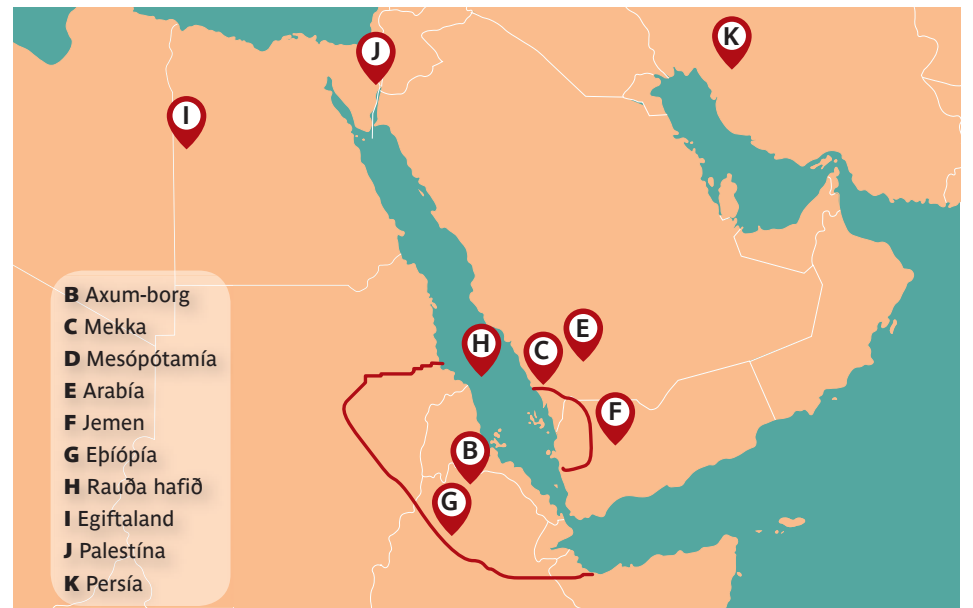 K
J
I
E
H
C
F
B
G
B Axum-borg
C Mekka
D Mesópótamía
E Arabía
F Jemen
G Eþíópía
H Rauða hafið
I Egiftaland
J Palestína
K Persía